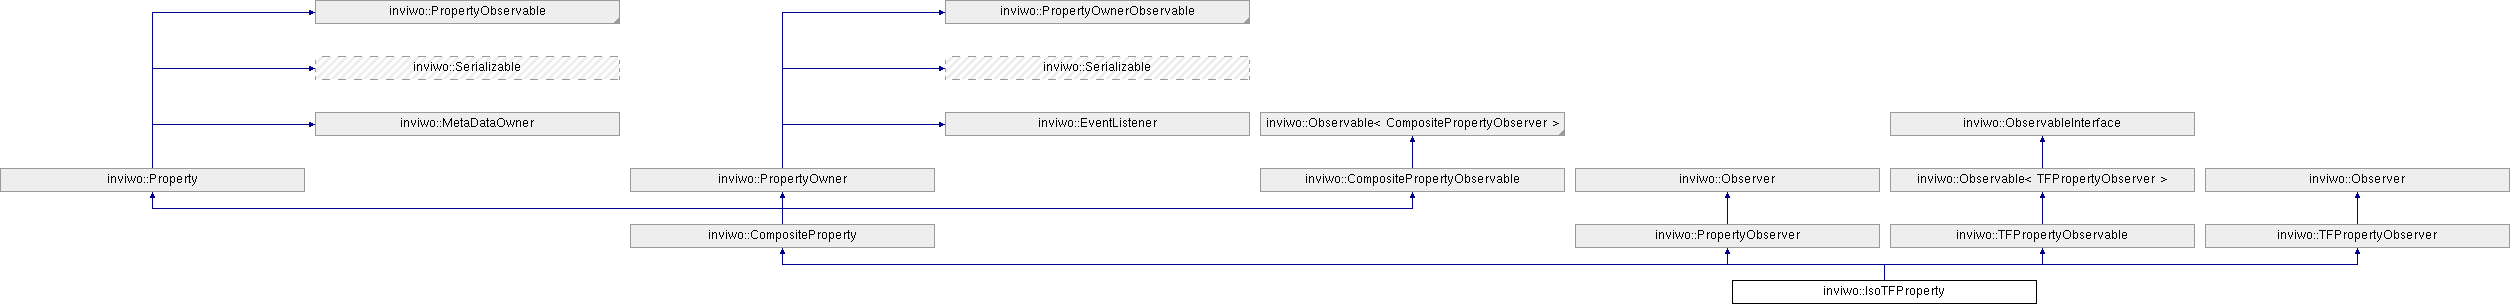 inviwo::PropertyObservable
inviwo::PropertyOwnerObservable
inviwo::Serializable
inviwo::Serializable
inviwo::MetaDataOwner
inviwo::EventListener
inviwo::Observable< CompositePropertyObserver >
inviwo::ObservableInterface
inviwo::Property
inviwo::PropertyOwner
inviwo::CompositePropertyObservable
inviwo::Observer
inviwo::Observable< TFPropertyObserver >
inviwo::Observer
inviwo::CompositeProperty
inviwo::PropertyObserver
inviwo::TFPropertyObservable
inviwo::TFPropertyObserver
inviwo::IsoTFProperty